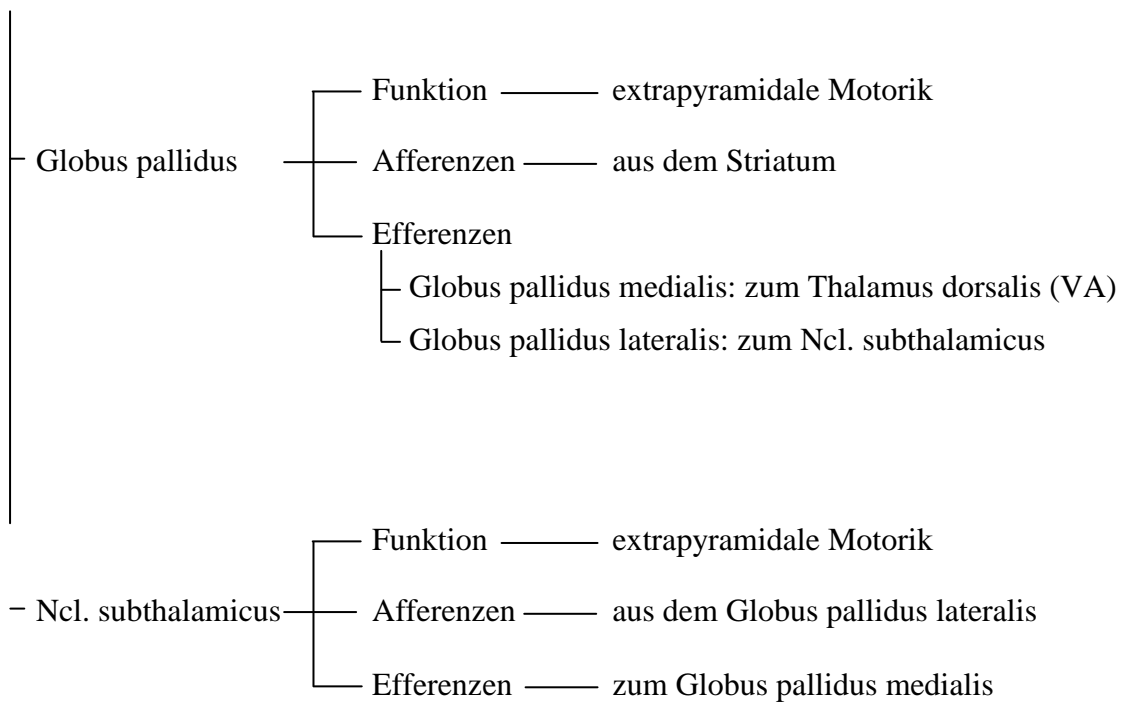 Funktion extrapyramidale Motorik
Globus pallidus Afferenzen aus dem Striatum
Efferenzen
Globus pallidus medialis: zum Thalamus dorsalis (VA)
Globus pallidus lateralis: zum Ncl. subthalamicus
Funktion extrapyramidale Motorik
Ncl. subthalamicus Afferenzen aus dem Globus pallidus lateralis
Efferenzen zum Globus pallidus medialis